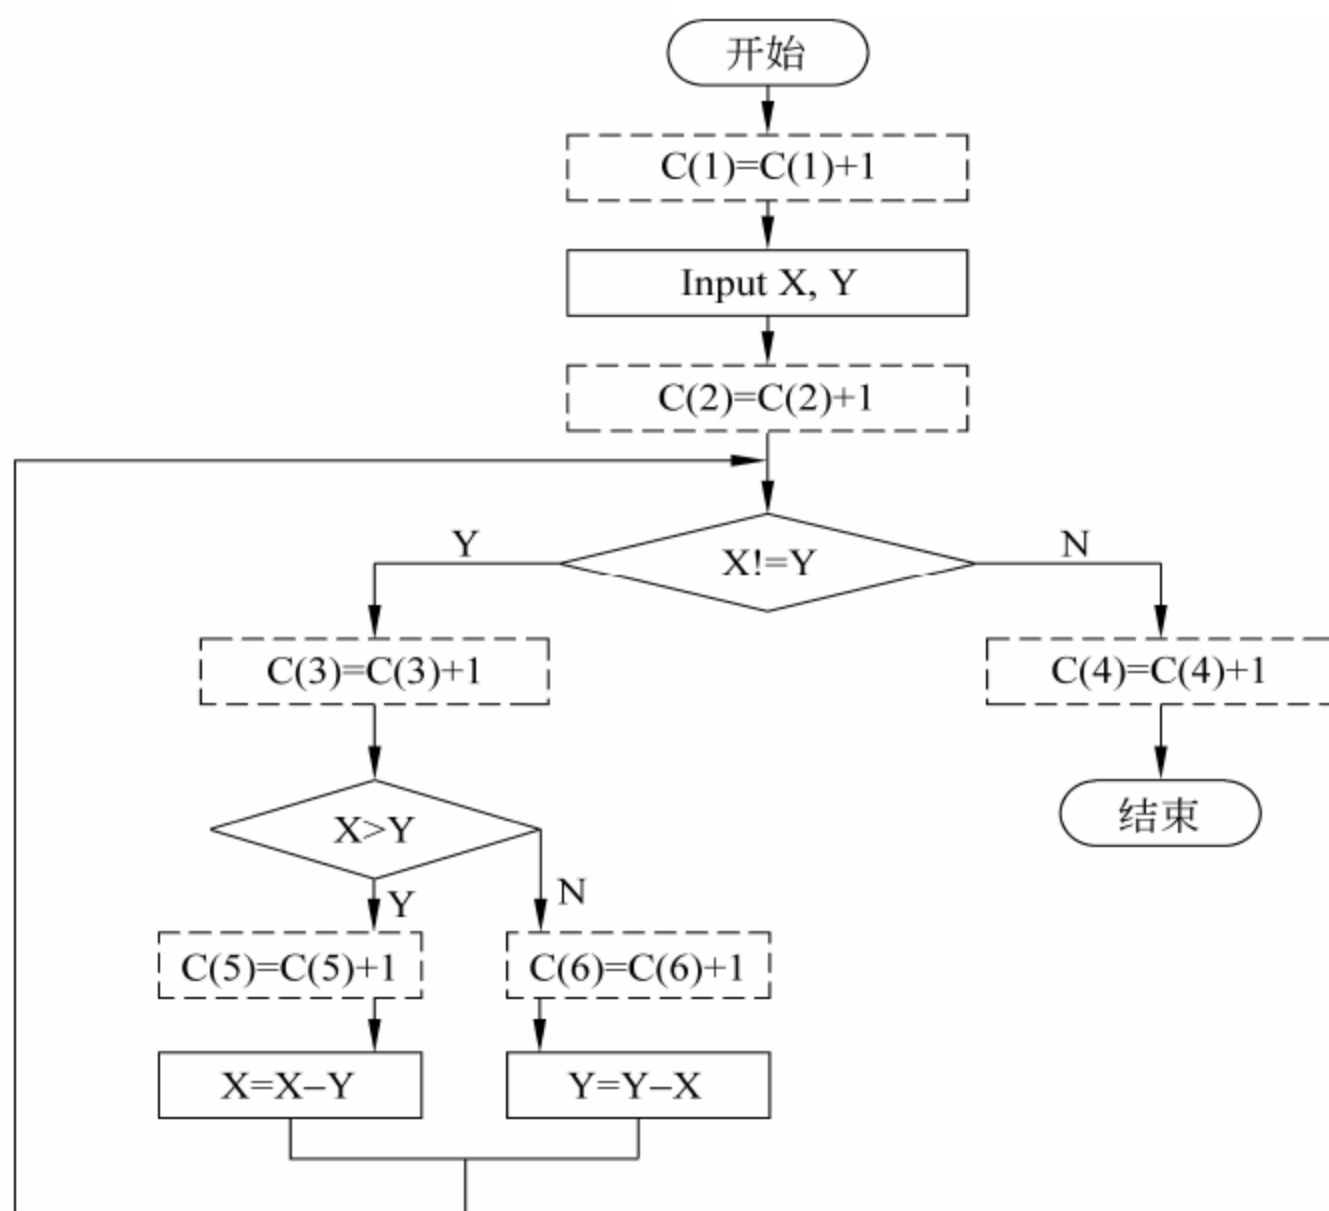 开始
C(1)=C(1)+1
Input X, Y
C(2)=C(2)+1
Y
X!=Y
N
C(3)=C(3)+1
C(4)=C(4)+1
X>Y
结束
Y
N
C(5)=C(5)+1
C(6)=C(6)+1
X=X–Y
Y=Y–X